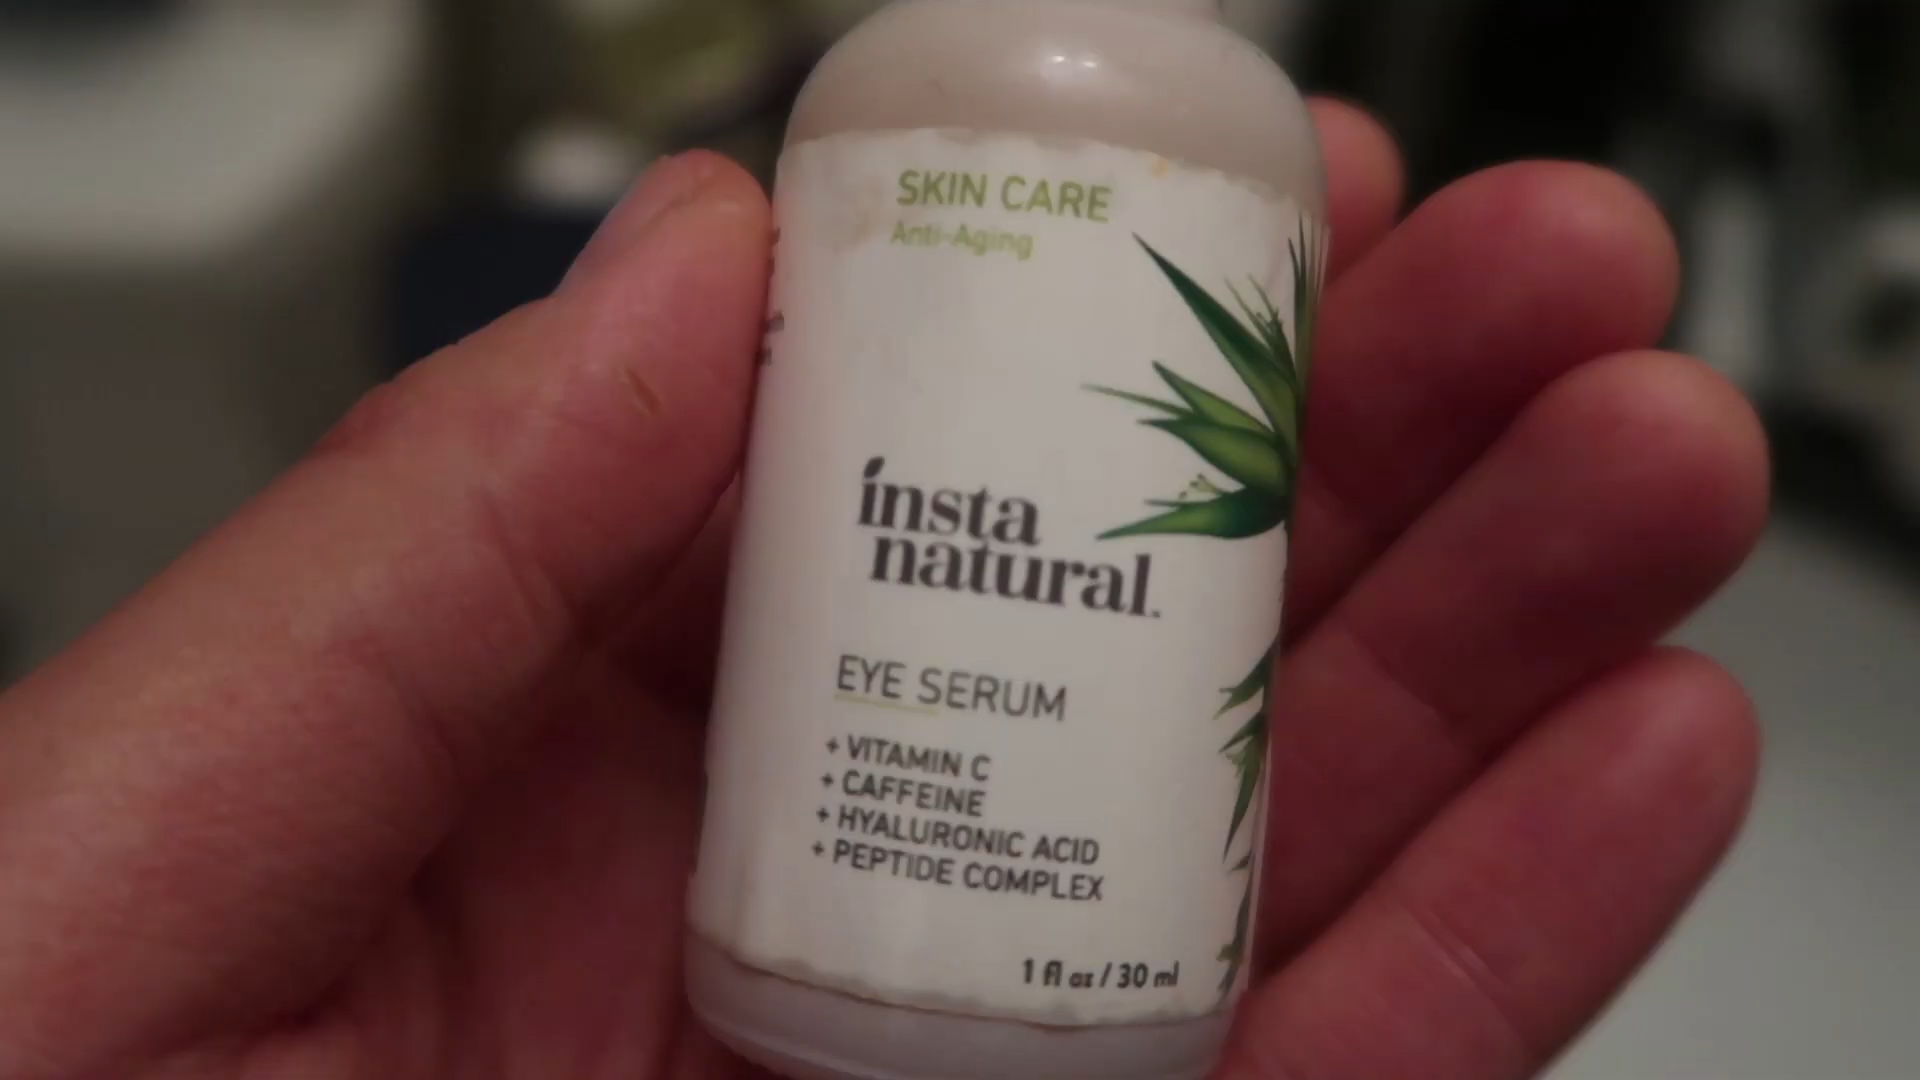 SKIN CARE
Anti-Aging
insta
natural.
EYE SERUM
+ VITAMIN C
+ CAFFEINE
+ HYALURONIC ACID
+ PEPTIDE COMPLEX
1 fl oz / 30 ml